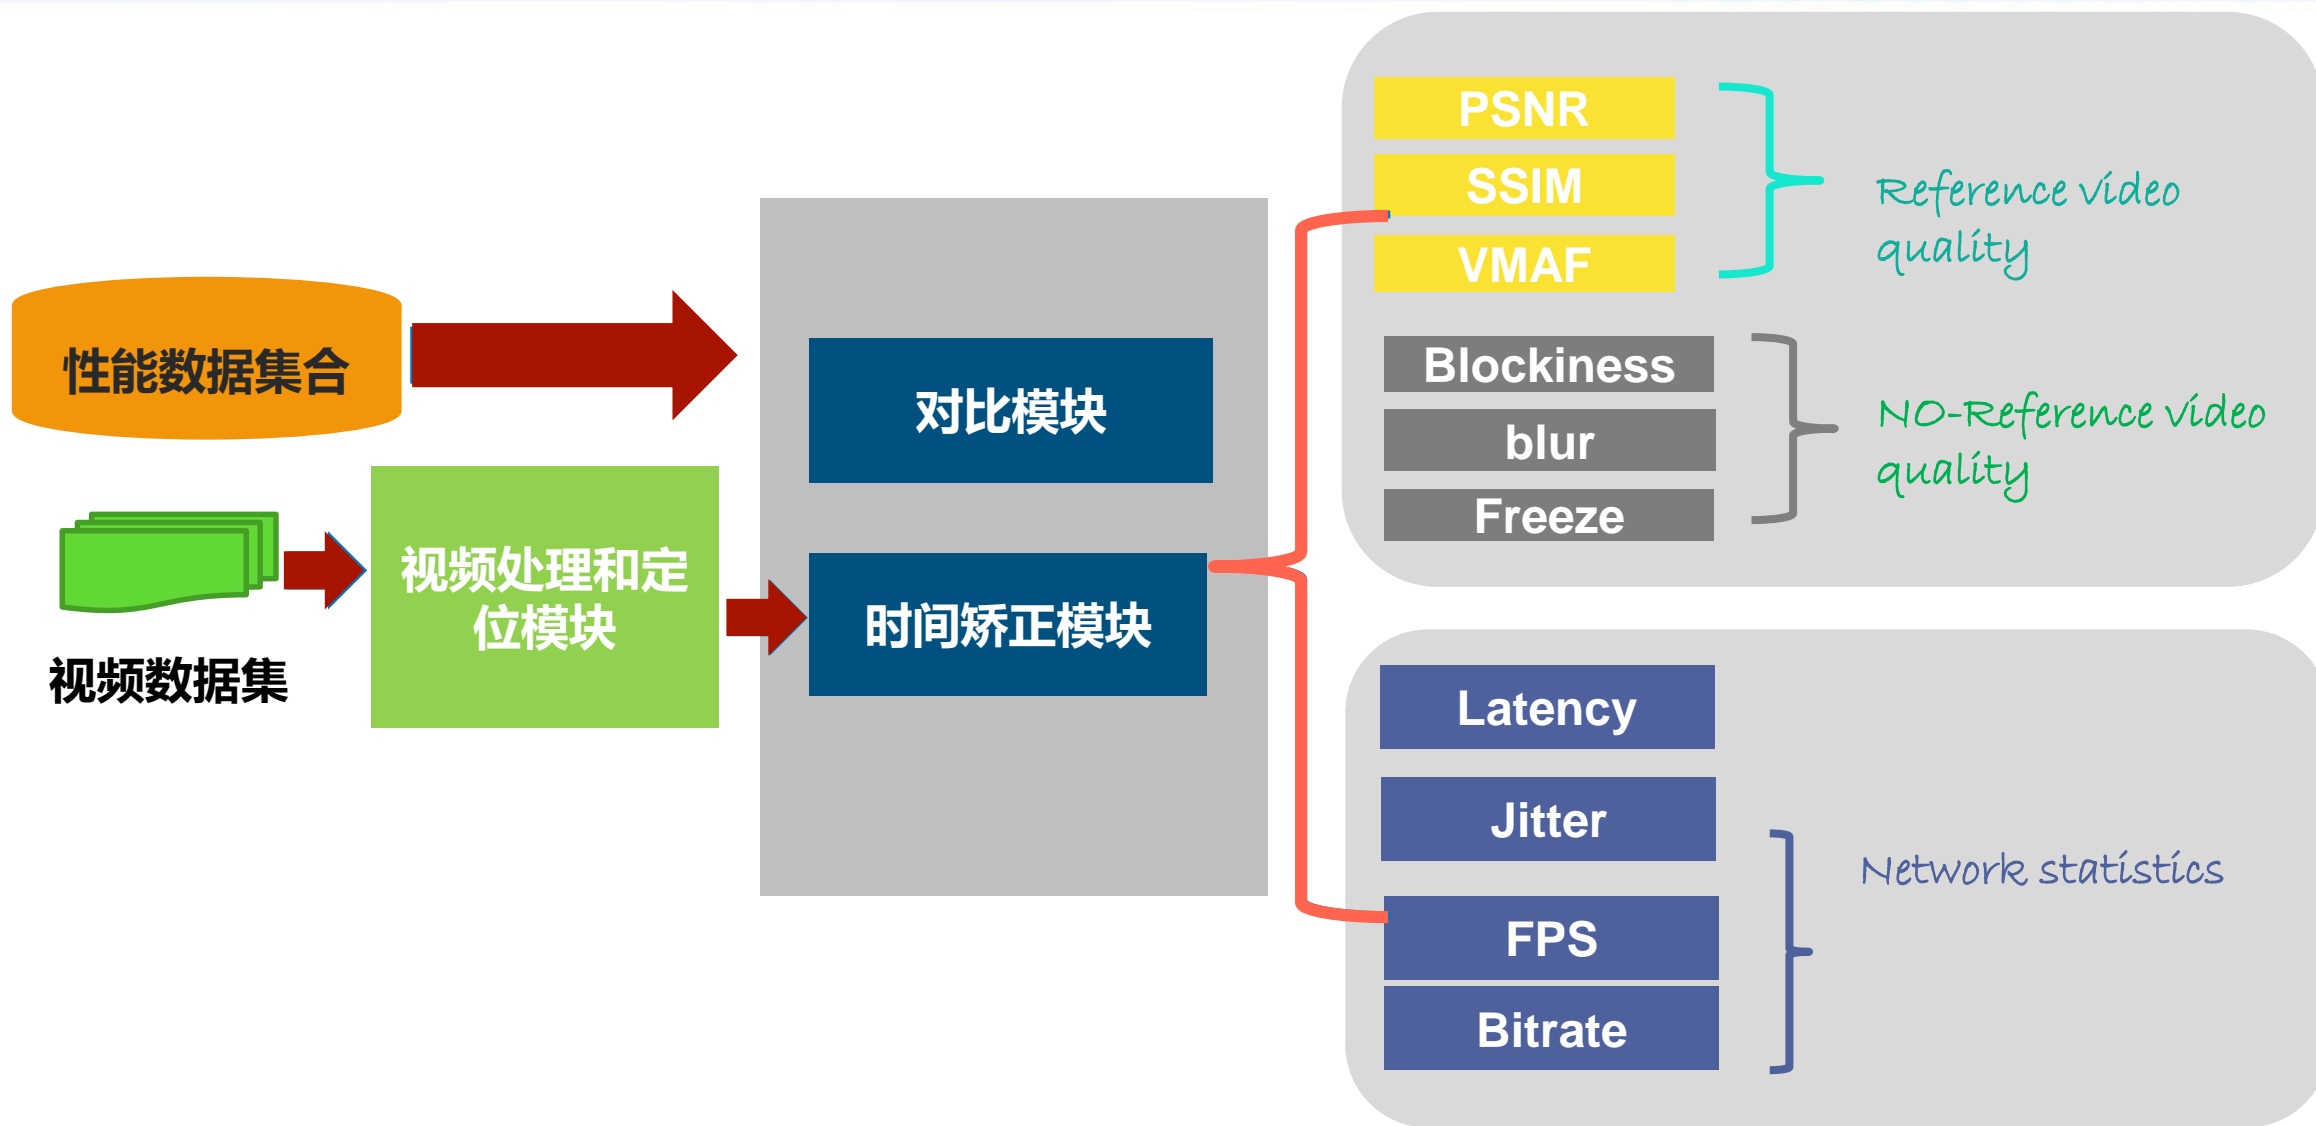 性能数据集合
视频数据集
视频处理和定
位模块
对比模块
时间矫正模块
PSNR
SSIM
VMAF
Reference video
quality
Blockiness
blur
Freeze
NO-Reference video
quality
Latency
Jitter
FPS
Bitrate
Network statistics